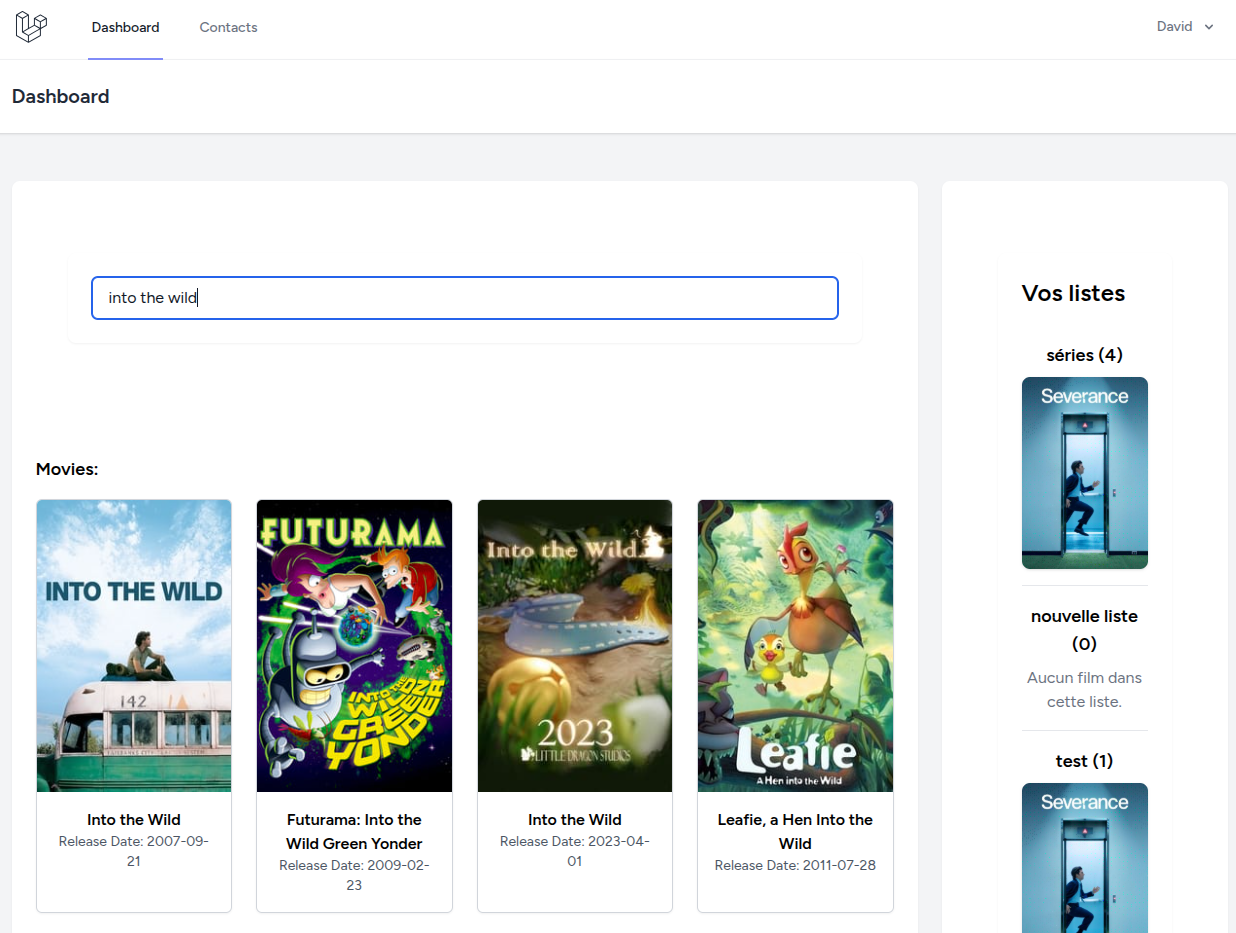 Dashboard
Contacts
David
Dashboard
into the wild
Movies:
INTO THE WILD
142
Into the Wild
Release Date: 2007-09-
21
FUTURAMA
INTO THE
WILD
GREEN
YONDER
Futurama: Into the
Wild Green Yonder
Release Date: 2009-02-
23
Into the Wild
2023
LITTLE DRAGON STUDIOS
Into the Wild
Release Date: 2023-04-
01
Leafie
A Hen into the Wild
Leafie, a Hen Into the
Wild
Release Date: 2011-07-28
Vos listes
séries (4)
Severance
nouvelle liste
(0)
Aucun film dans
cette liste.
test (1)
Severance